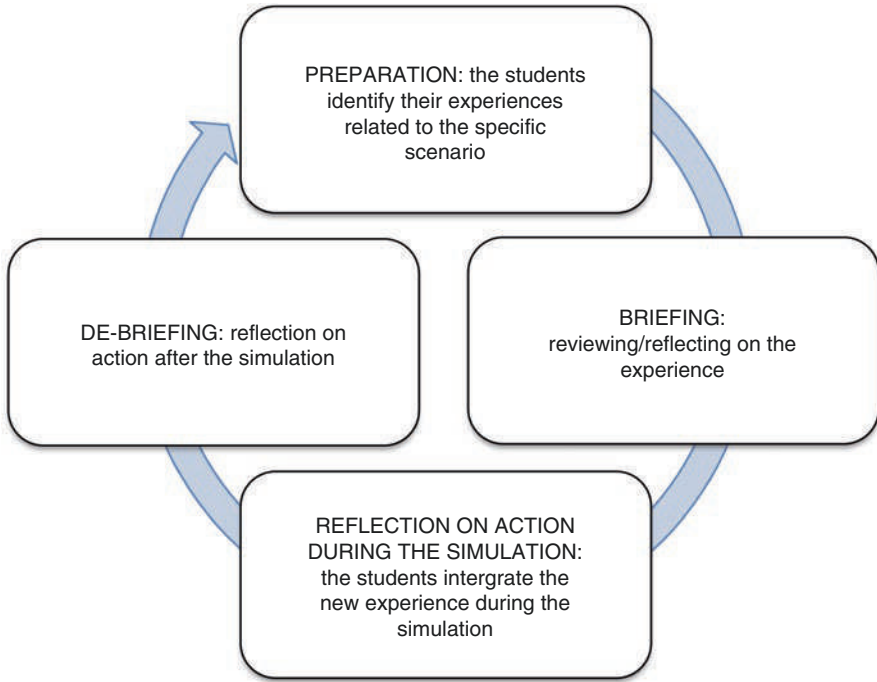 PREPARATION: the students
identify their experiences
related to the specific
scenario
BRIEFING:
reviewing/reflecting on the
experience
REFLECTION ON ACTION
DURING THE SIMULATION:
the students intergrate the
new experience during the
simulation
DE-BRIEFING: reflection on
action after the simulation